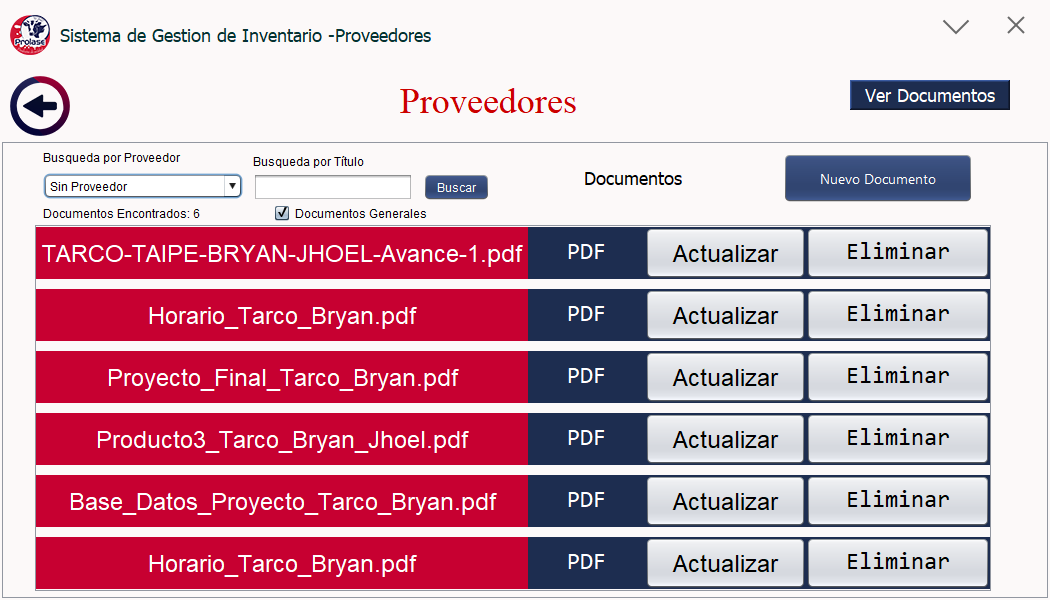 Prolase
Sistema de Gestion de Inventario -Proveedores
Proveedores
Ver Documentos
Busqueda por Proveedor
Busqueda por Título
Sin Proveedor
Buscar
Documentos
Nuevo Documento
Documentos Encontrados: 6
Documentos Generales
TARCO-TAIPE-BRYAN-JHOEL-Avance-1.pdf PDF Actualizar Eliminar
Horario_Tarco_Bryan.pdf PDF Actualizar Eliminar
Proyecto_Final_Tarco_Bryan.pdf PDF Actualizar Eliminar
Producto3_Tarco_Bryan_Jhoel.pdf PDF Actualizar Eliminar
Base_Datos_Proyecto_Tarco_Bryan.pdf PDF Actualizar Eliminar
Horario_Tarco_Bryan.pdf PDF Actualizar Eliminar